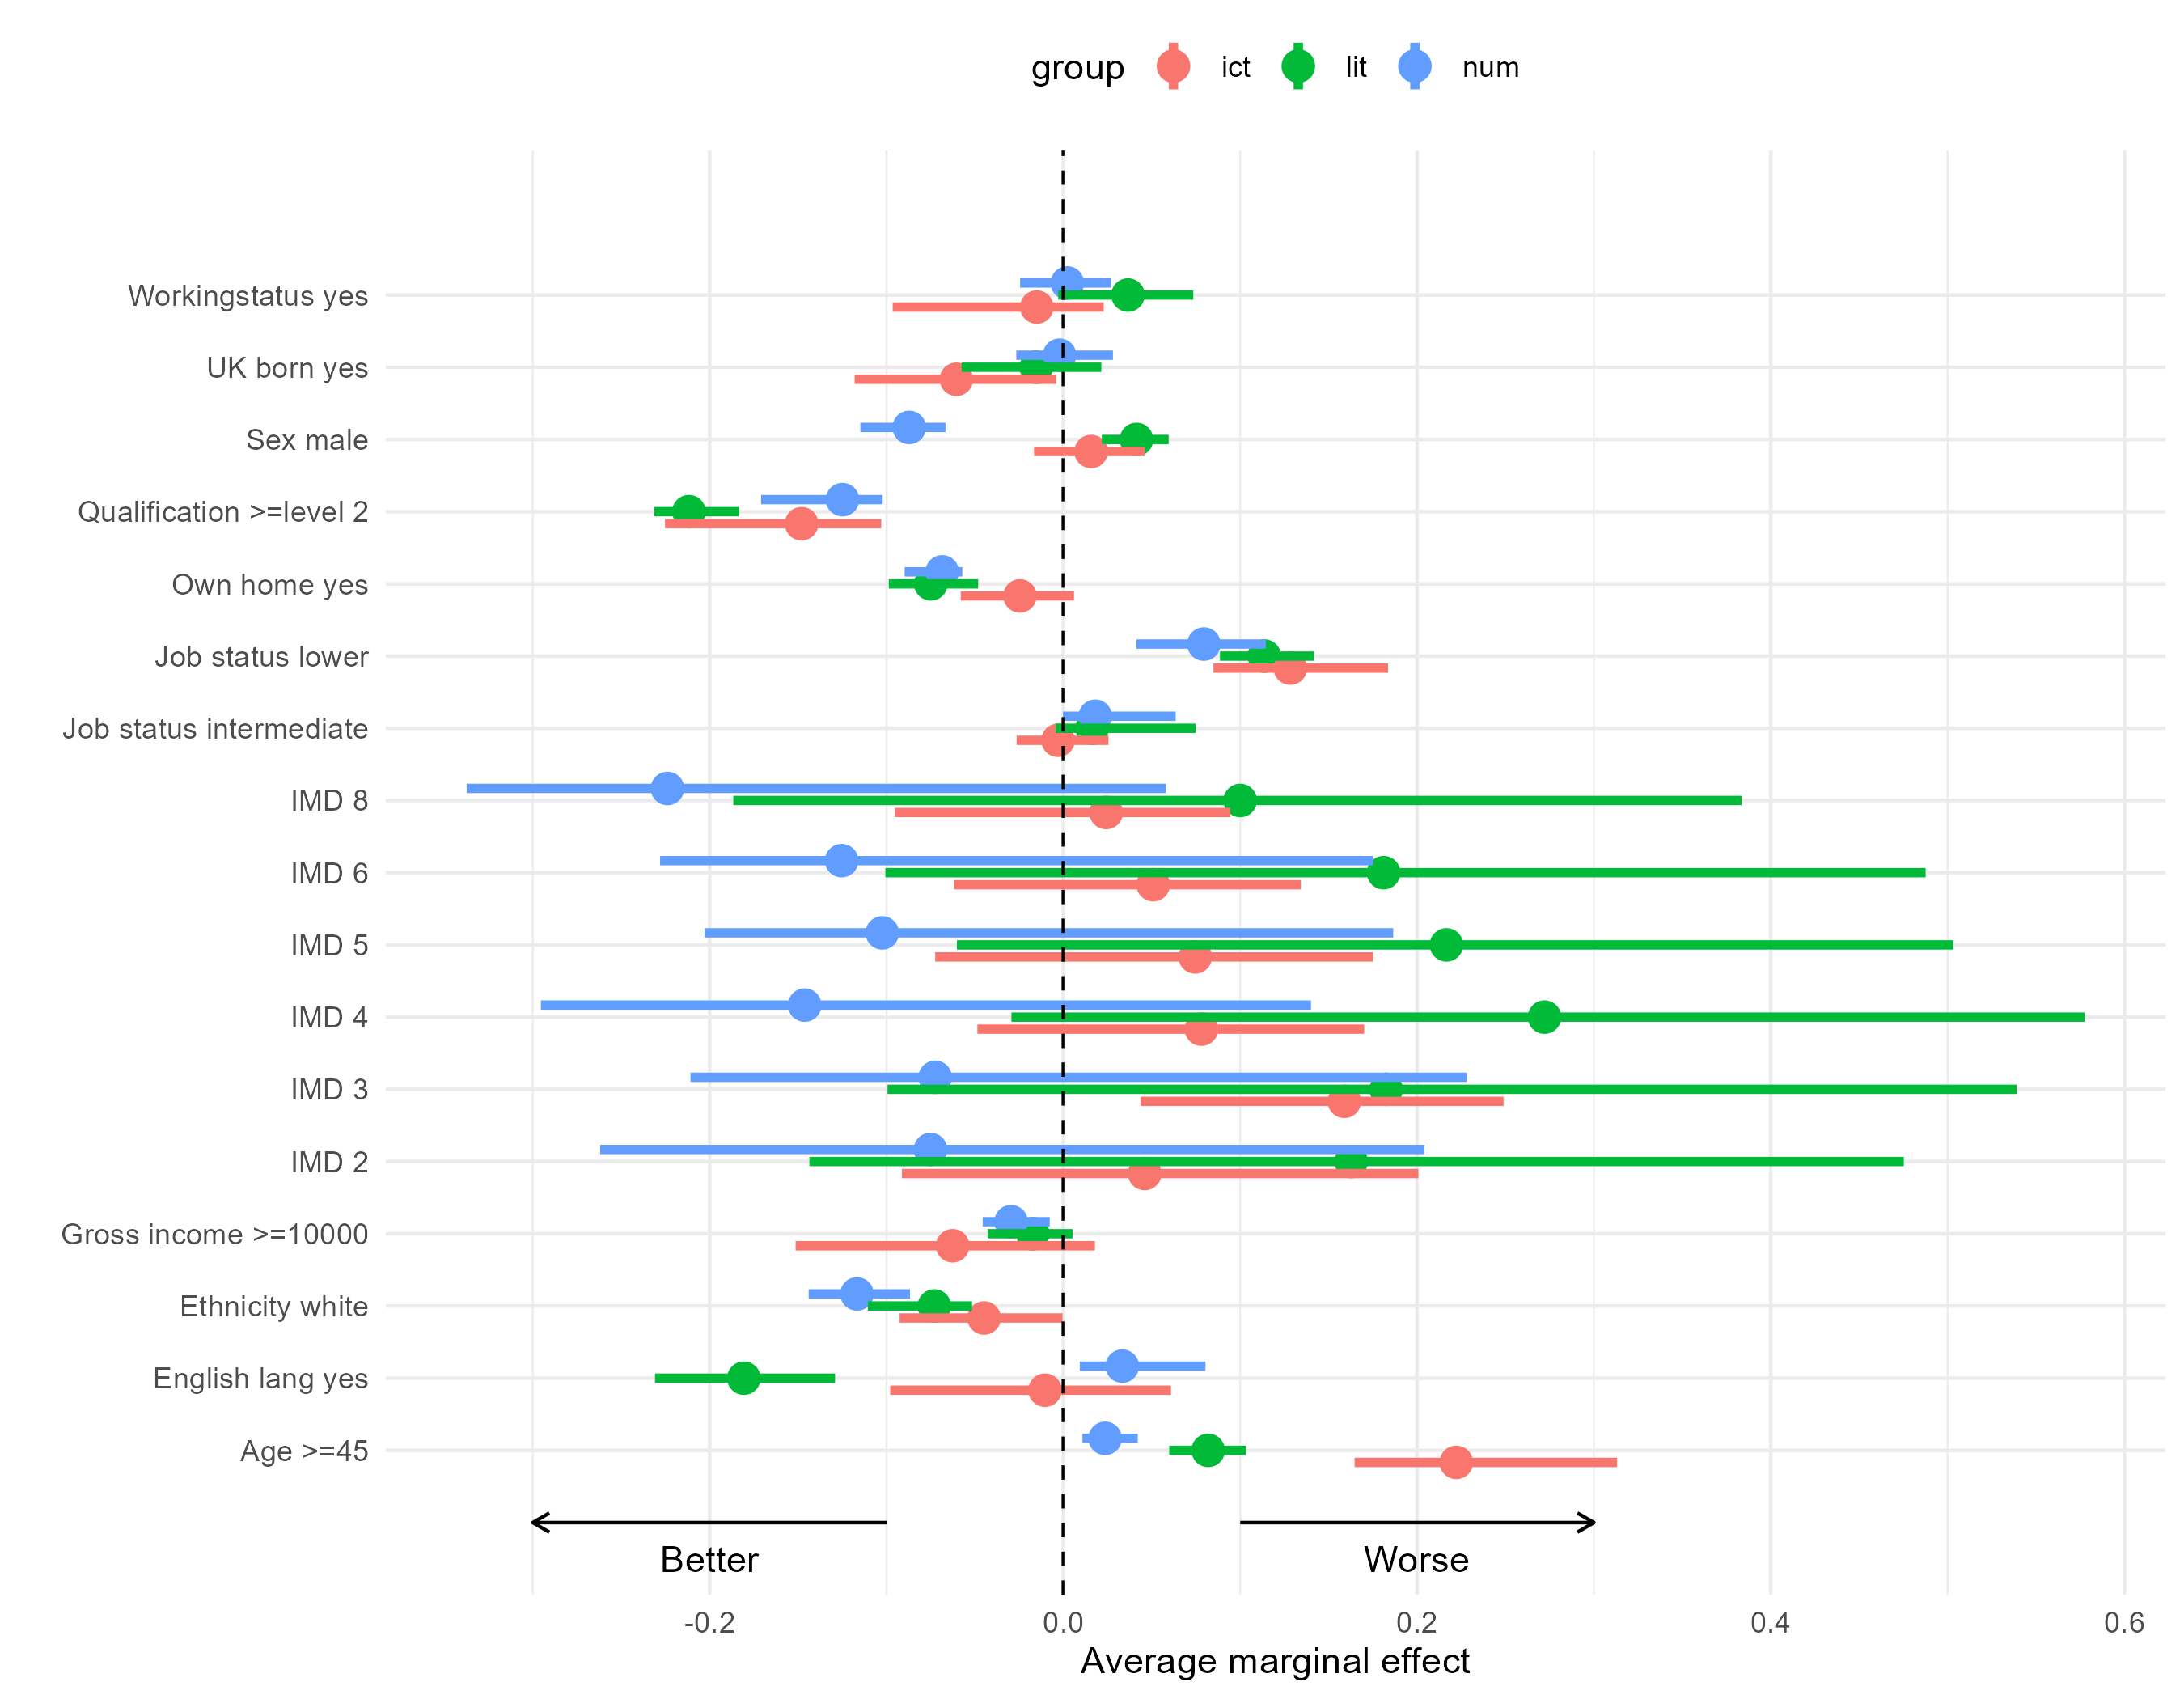 group ict lit num
Workingstatus yes
UK born yes
Sex male
Qualification >=level 2
Own home yes
Job status lower
Job status intermediate
IMD 8
IMD 6
IMD 5
IMD 4
IMD 3
IMD 2
Gross income >=10000
Ethnicity white
English lang yes
Age >=45
Better Worse
-0.2 0.0 0.2 0.4 0.6
Average marginal effect